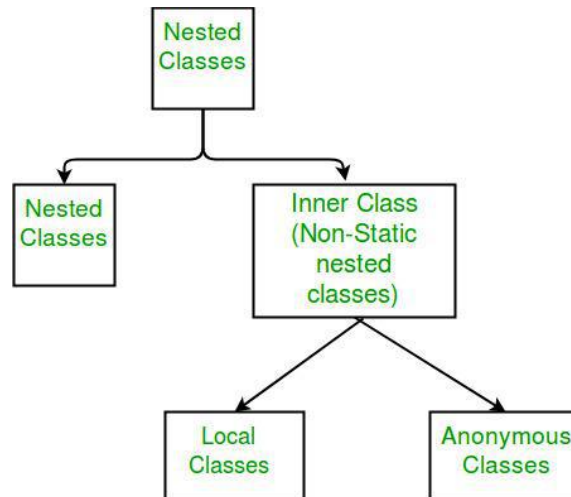 Nested
Classes
Nested
Classes
Inner Class
(Non-Static
nested
classes)
Local
Classes
Anonymous
Classes